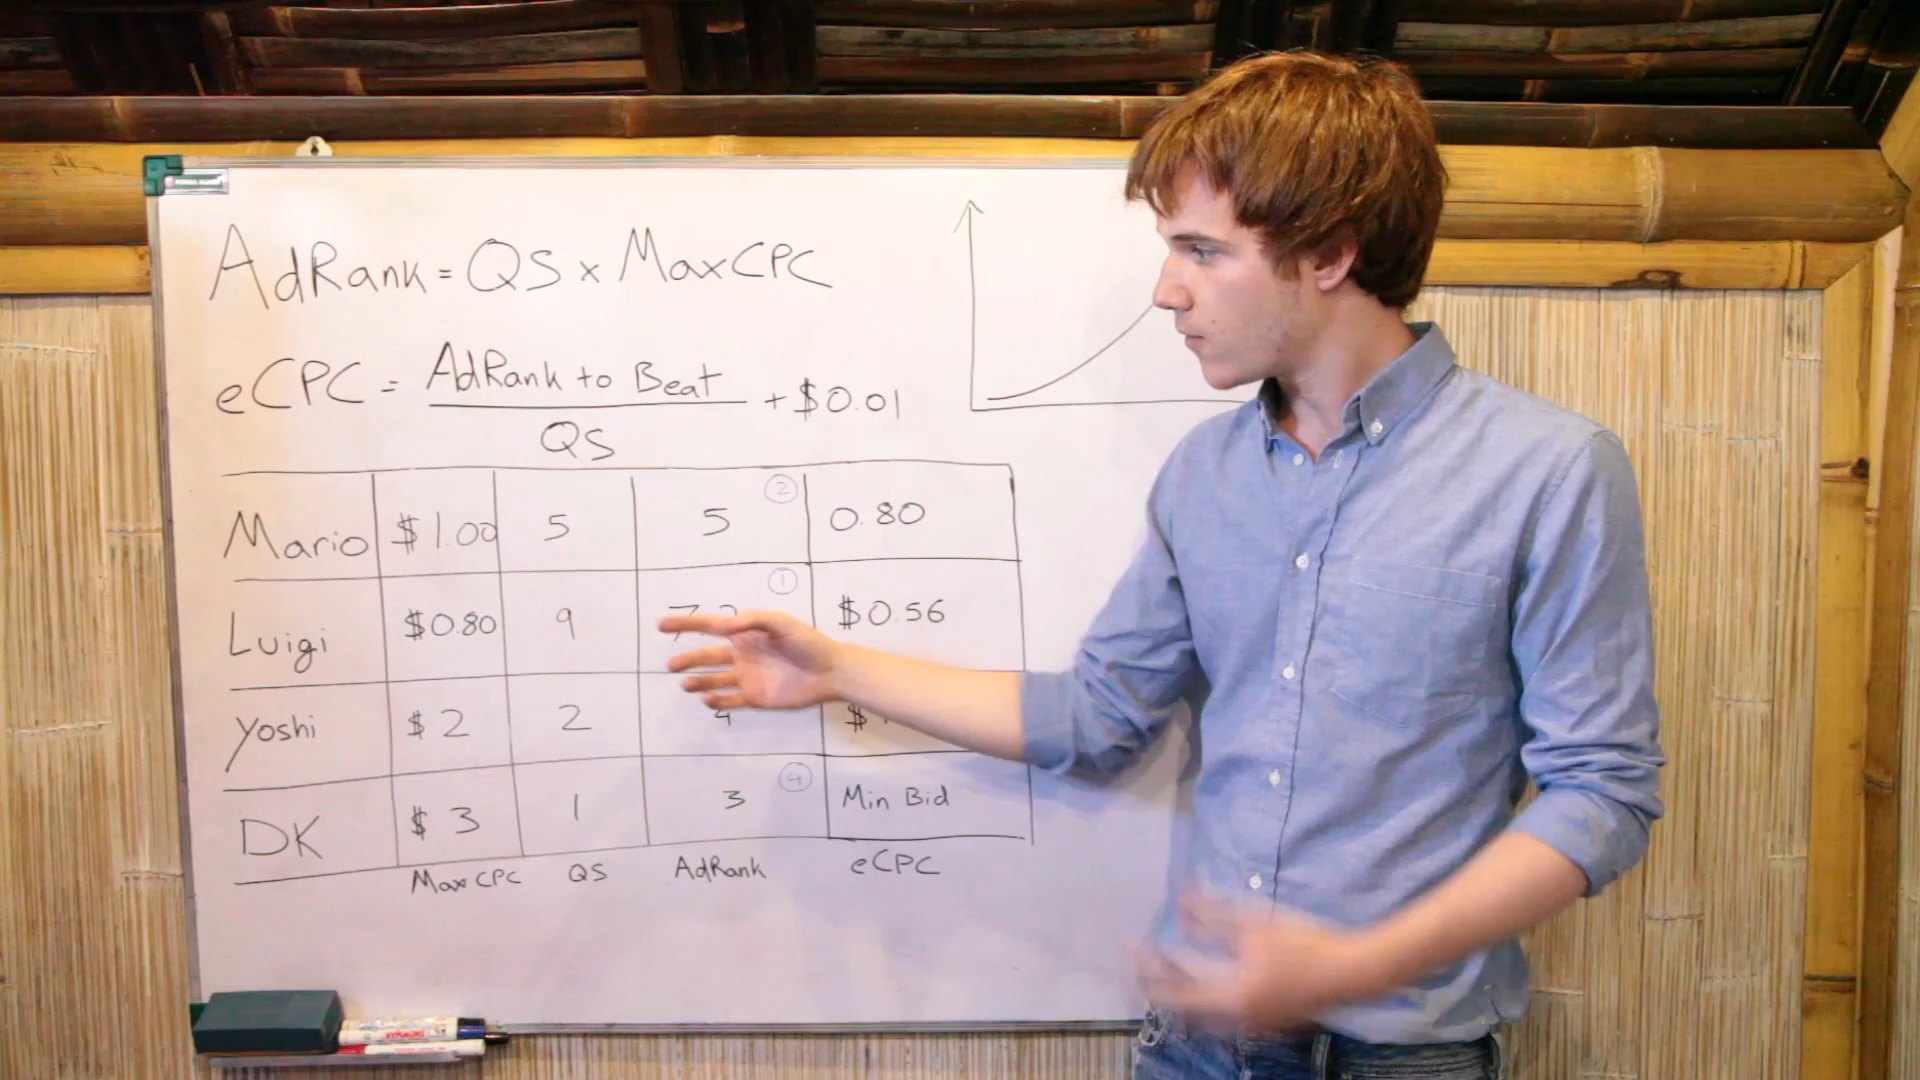 AdRank = QS x MaxCPC
eCPC = AdRank to Beat / QS + $0.01
Mario $1.00 5 5 ② 0.80
Luigi $0.80 9 ① $0.56
Yoshi $2 2 4 $
DK $3 1 3 ④ Min Bid
MaxCPC QS AdRank eCPC